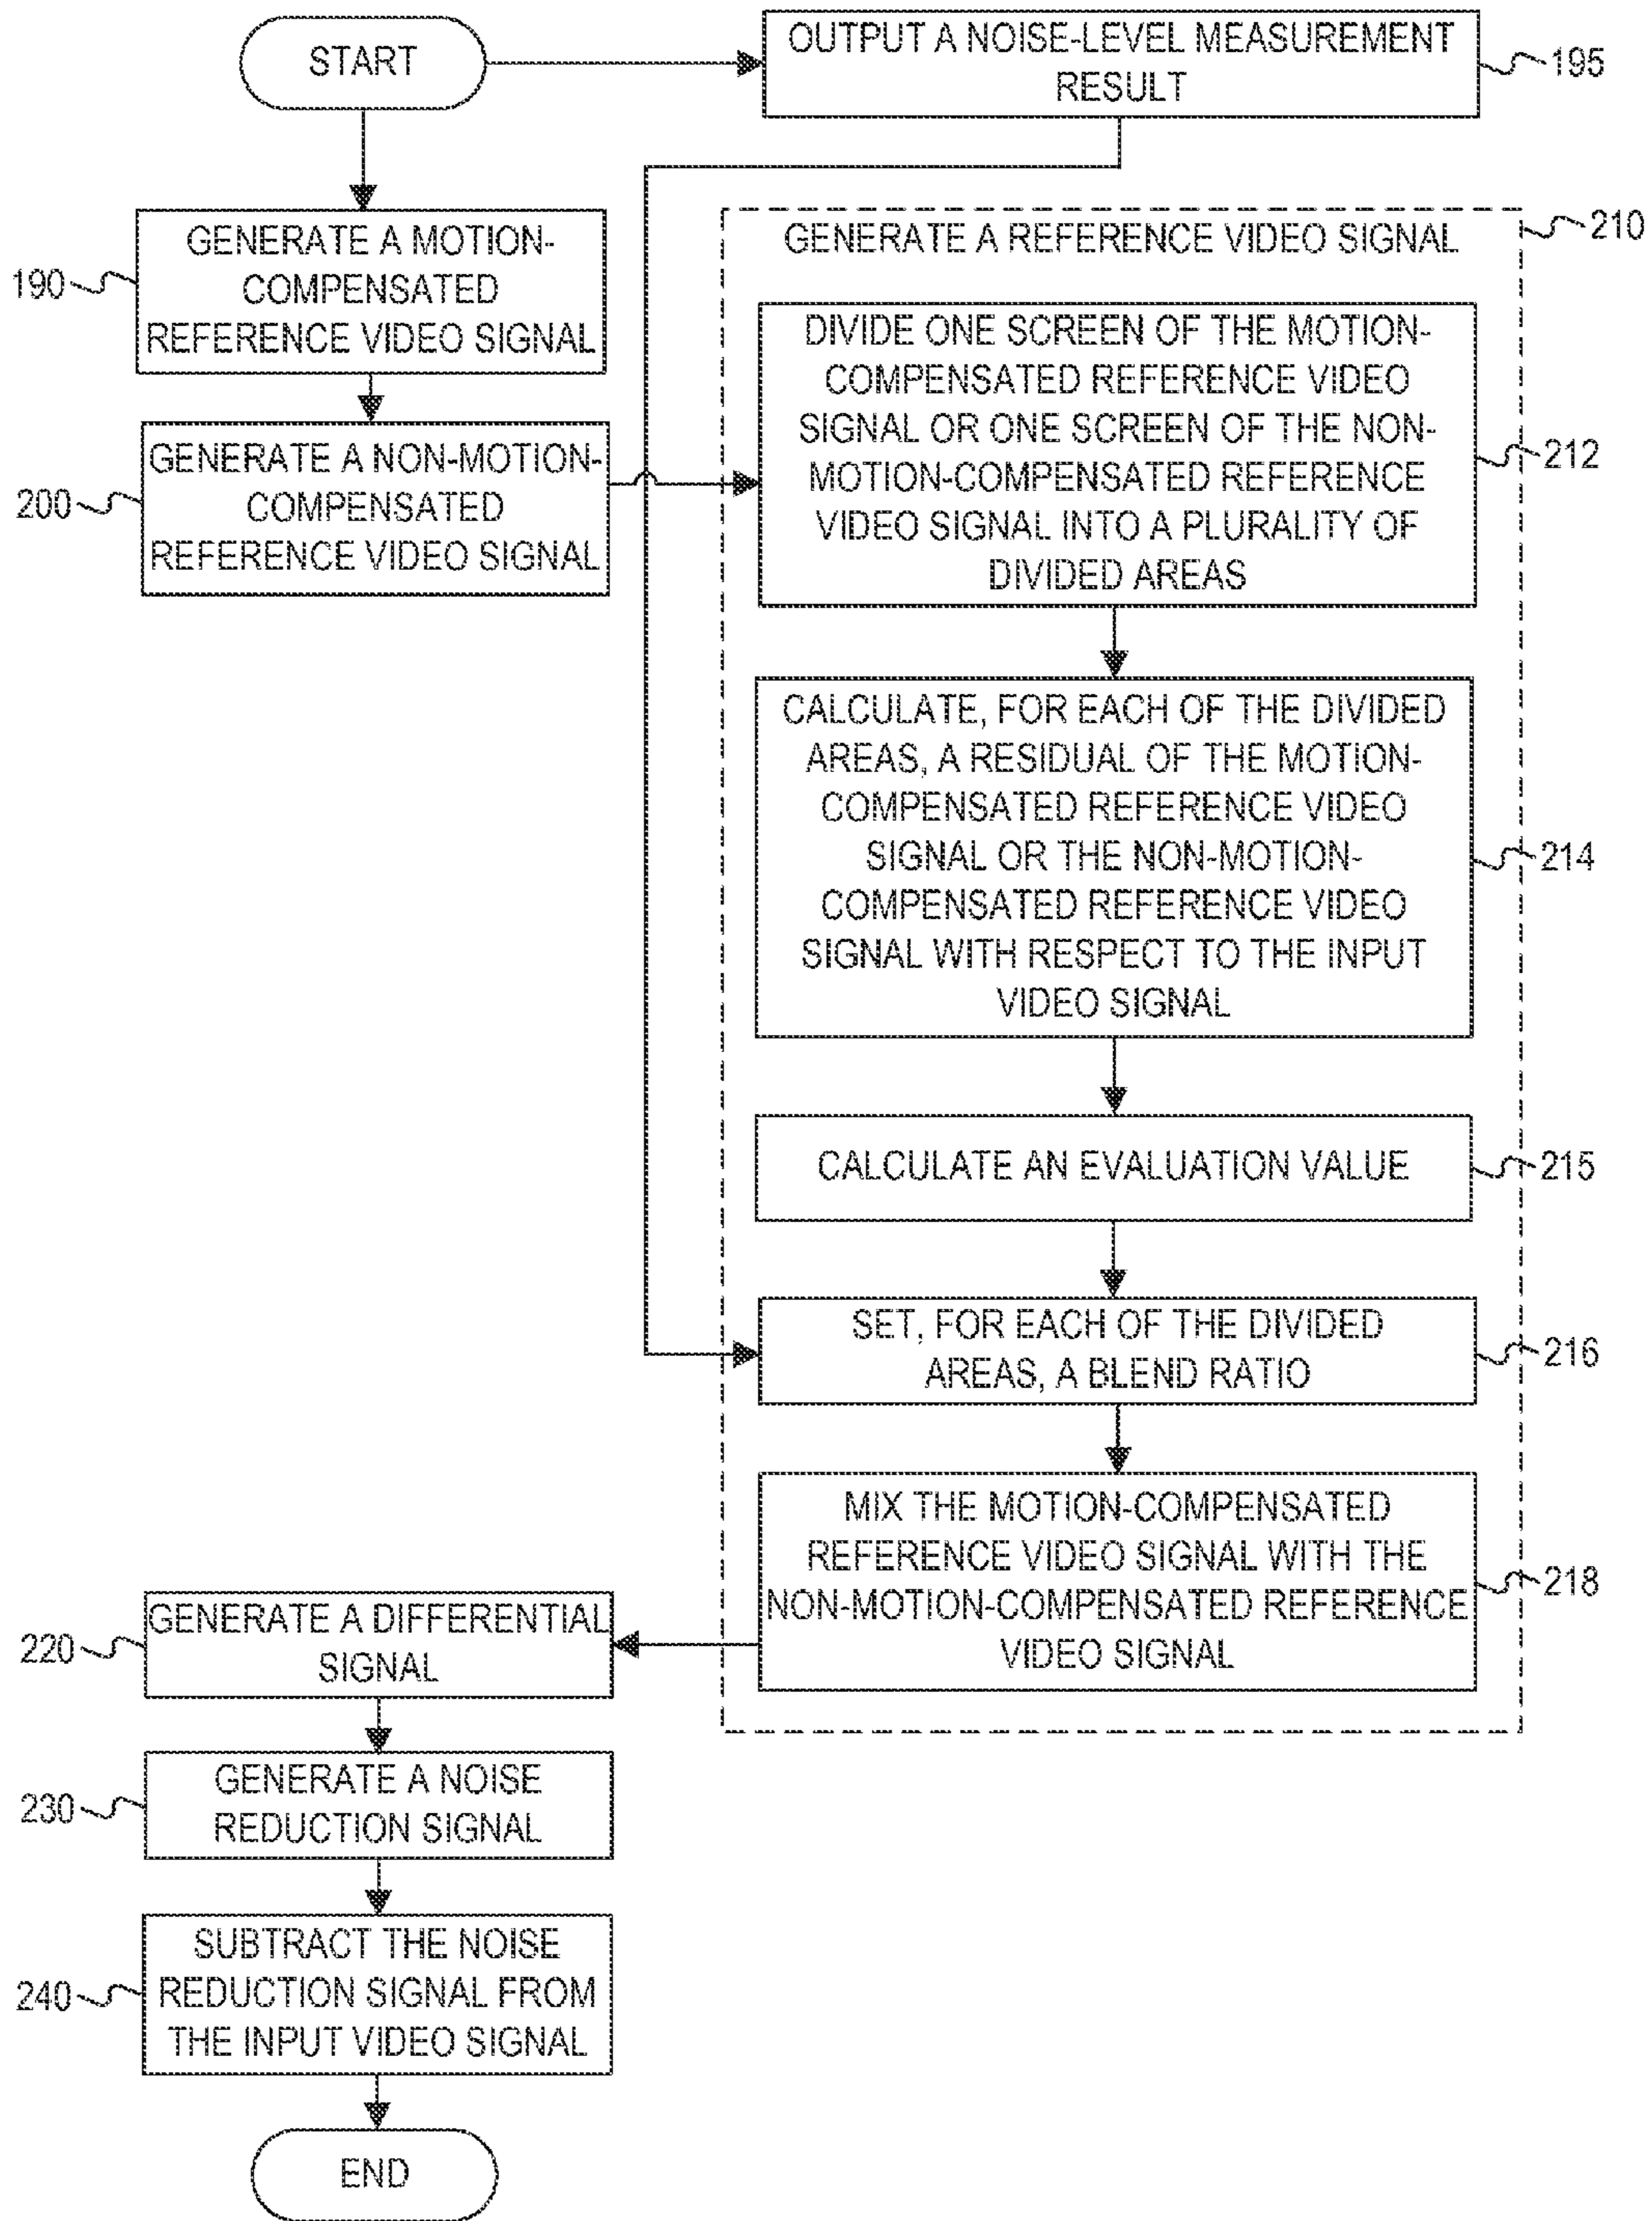 START
OUTPUT A NOISE-LEVEL MEASUREMENT
RESULT
195
GENERATE A MOTION-
COMPENSATED
REFERENCE VIDEO SIGNAL
190
GENERATE A NON-MOTION-
COMPENSATED
REFERENCE VIDEO SIGNAL
200
GENERATE A REFERENCE VIDEO SIGNAL
210
DIVIDE ONE SCREEN OF THE MOTION-
COMPENSATED REFERENCE VIDEO
SIGNAL OR ONE SCREEN OF THE NON-
MOTION-COMPENSATED REFERENCE
VIDEO SIGNAL INTO A PLURALITY OF
DIVIDED AREAS
212
CALCULATE, FOR EACH OF THE DIVIDED
AREAS, A RESIDUAL OF THE MOTION-
COMPENSATED REFERENCE VIDEO
SIGNAL OR THE NON-MOTION-
COMPENSATED REFERENCE VIDEO
SIGNAL WITH RESPECT TO THE INPUT
VIDEO SIGNAL
214
CALCULATE AN EVALUATION VALUE
215
SET, FOR EACH OF THE DIVIDED
AREAS, A BLEND RATIO
216
MIX THE MOTION-COMPENSATED
REFERENCE VIDEO SIGNAL WITH THE
NON-MOTION-COMPENSATED REFERENCE
VIDEO SIGNAL
218
GENERATE A DIFFERENTIAL
SIGNAL
220
GENERATE A NOISE
REDUCTION SIGNAL
230
SUBTRACT THE NOISE
REDUCTION SIGNAL FROM
THE INPUT VIDEO SIGNAL
240
END